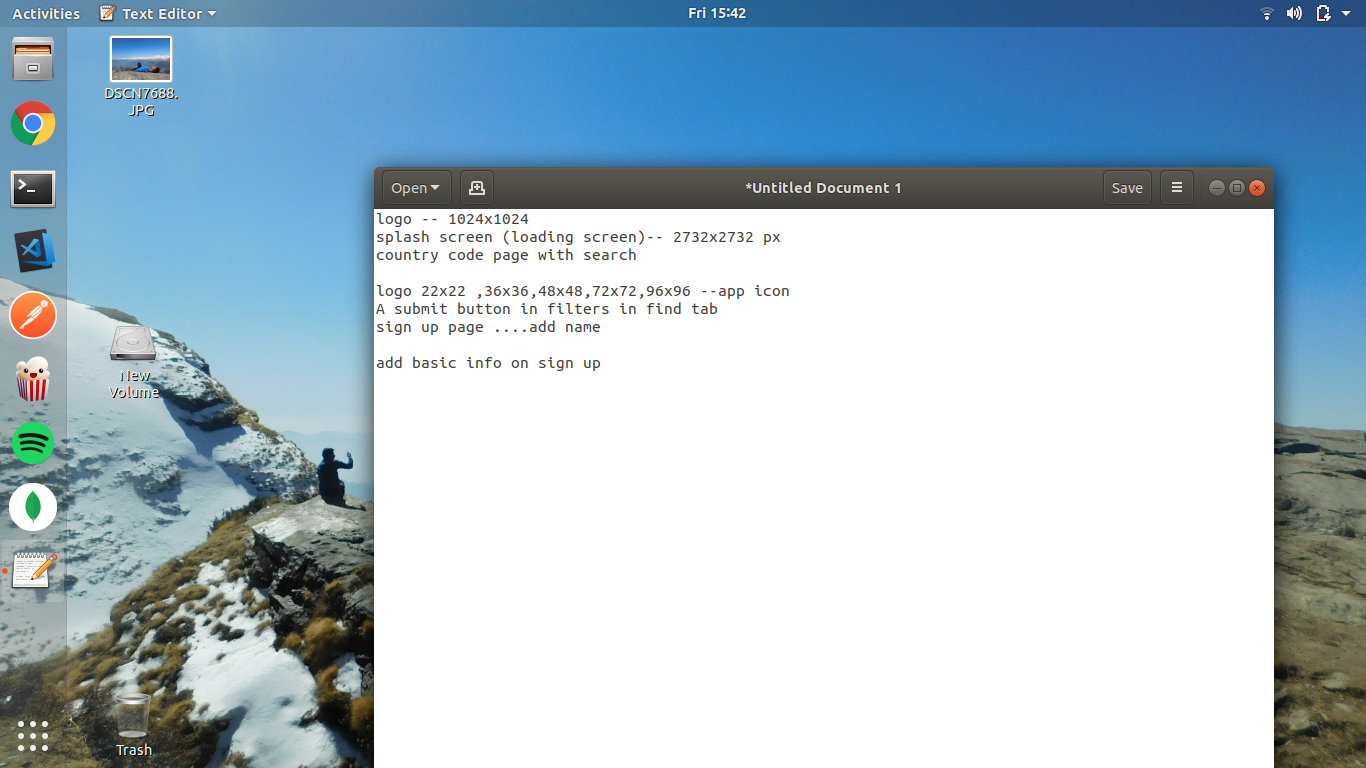 Activities Text Editor Fri 15:42
DSCN7688.
JPG
Open *Untitled Document 1 Save
logo -- 1024x1024
splash screen (loading screen)-- 2732x2732 px
country code page with search
logo 22x22 ,36x36,48x48,72x72,96x96 --app icon
A submit button in filters in find tab
sign up page ....add name
add basic info on sign up
New
Volume
Trash